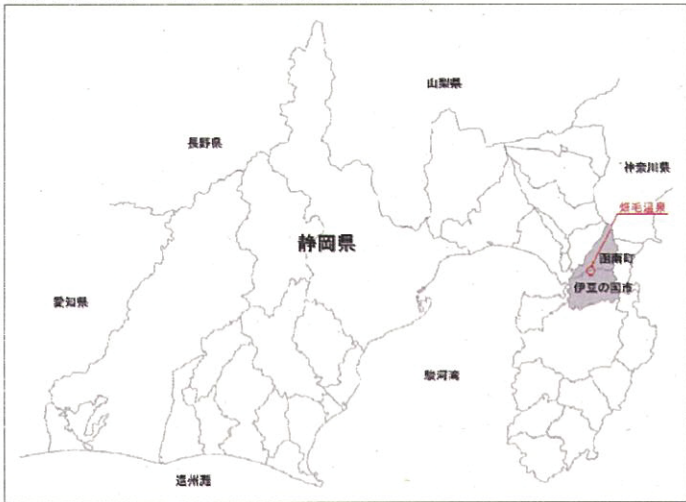 山梨県
長野県
神奈川県
畑毛温泉
静岡県
函南町
伊豆の国市
愛知県
駿河湾
遠州灘